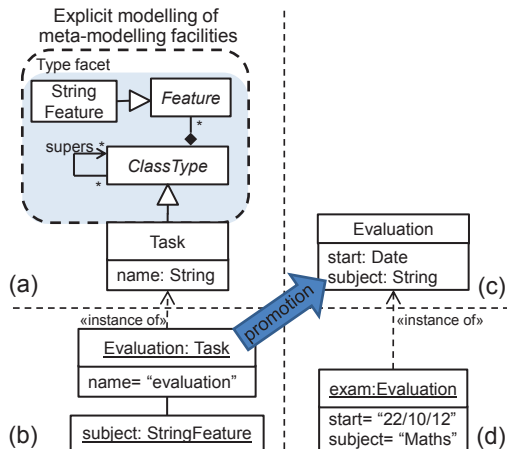 Explicit modelling of
meta-modelling facilities
Type facet
String
Feature
Feature
*
supers
*
*
ClassType
Task
name: String
(a)
Evaluation
start: Date
subject: String
(c)
promotion
«instance of»
«instance of»
Evaluation: Task
name= “evaluation”
(b)
subject: StringFeature
exam:Evaluation
start= “22/10/12”
subject= “Maths”
(d)